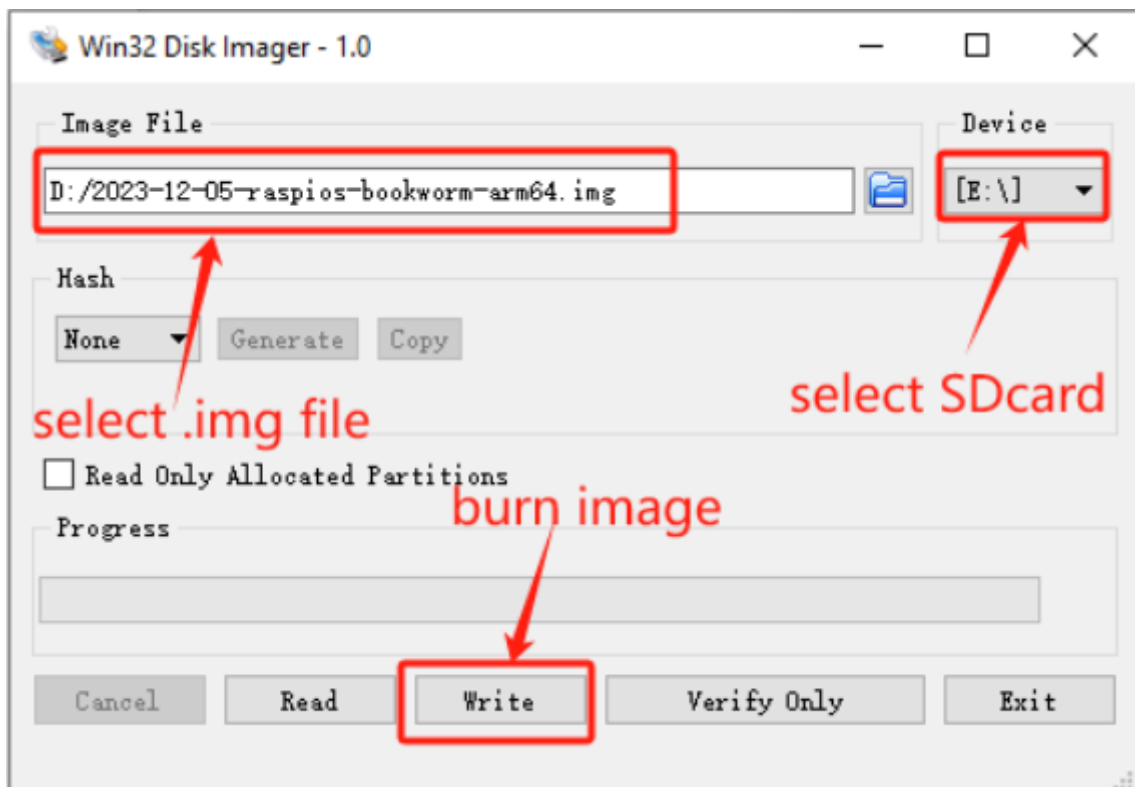 Win32 Disk Imager - 1.0
Image File
Device
D:/2023-12-05-raspios-bookworm-arm64.img
[E:\]
Hash
None
Generate
Copy
select .img file
select SDcard
Read Only Allocated Partitions
burn image
Progress
Cancel
Read
Write
Verify Only
Exit